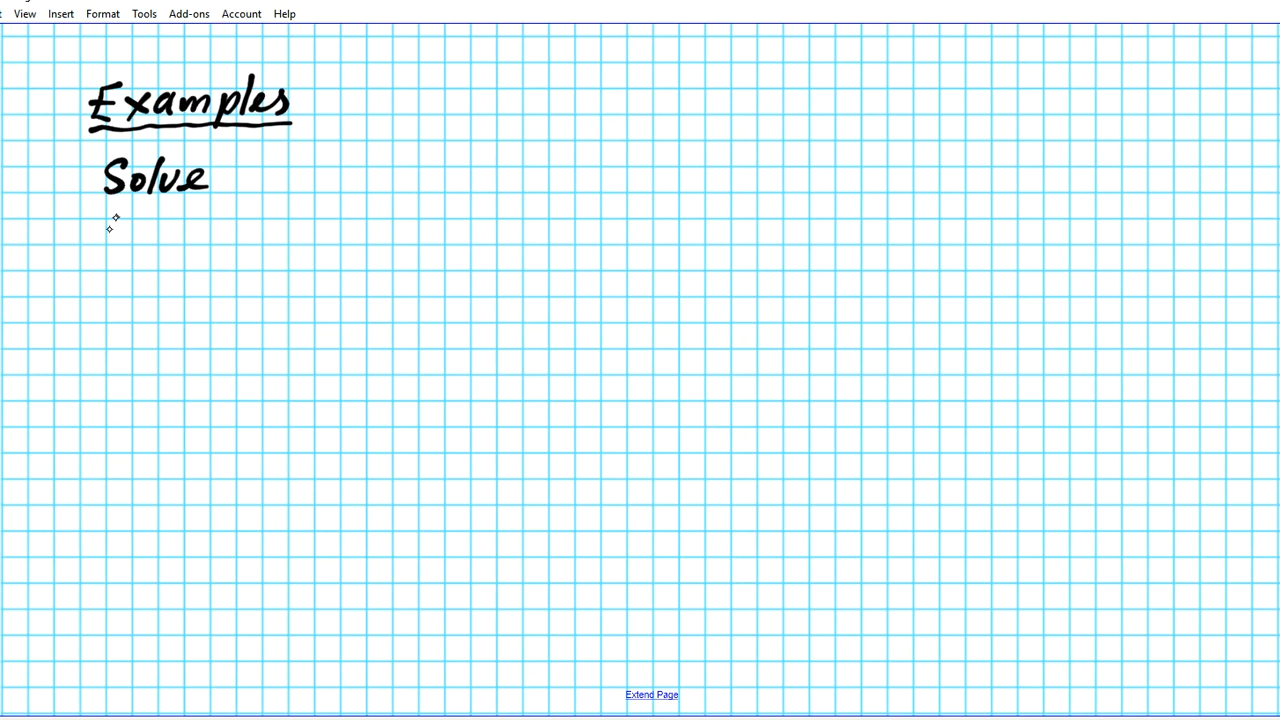 View Insert Format Tools Add-ons Account Help
Examples
Solve
Extend Page